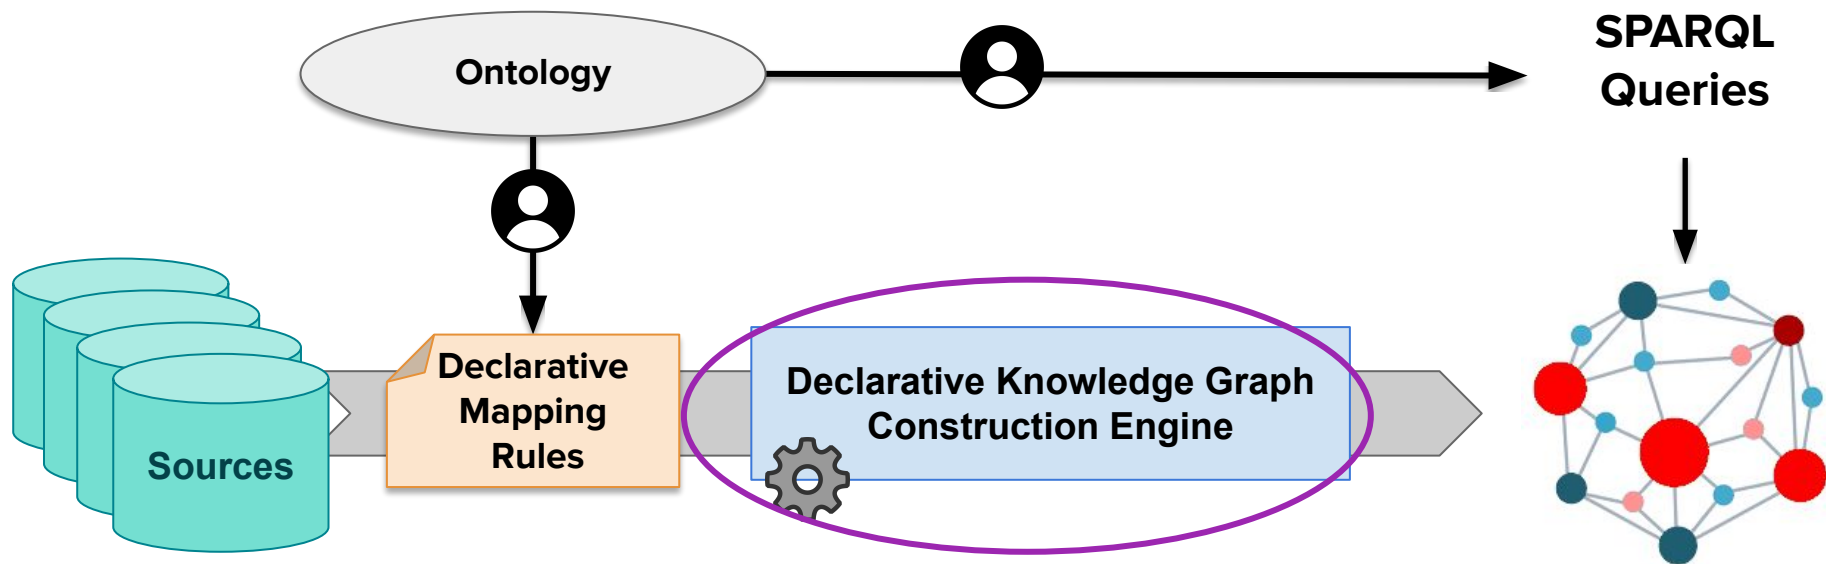 Ontology
SPARQL
Queries
Sources
Declarative
Mapping
Rules
Declarative Knowledge Graph
Construction Engine